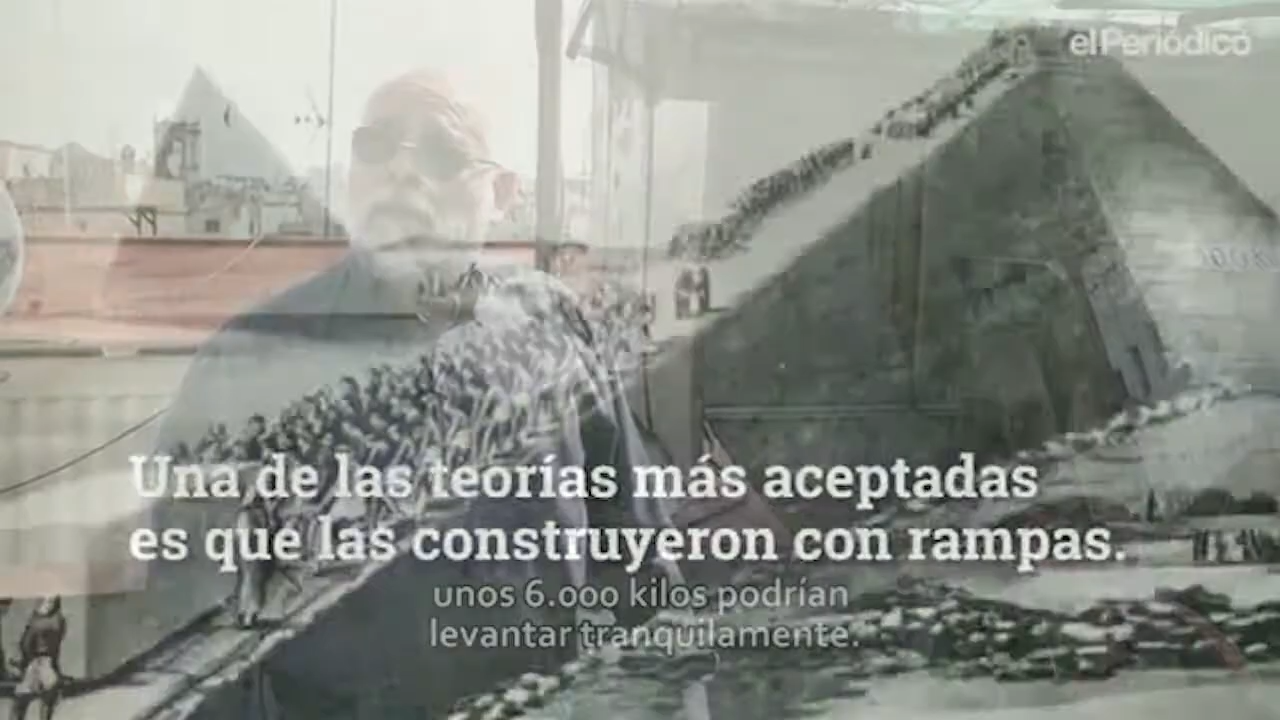 elPeriódico
Una de las teorías más aceptadas
es que las construyeron con rampas.
unos 6.000 kilos podrían
levantar tranquilamente.